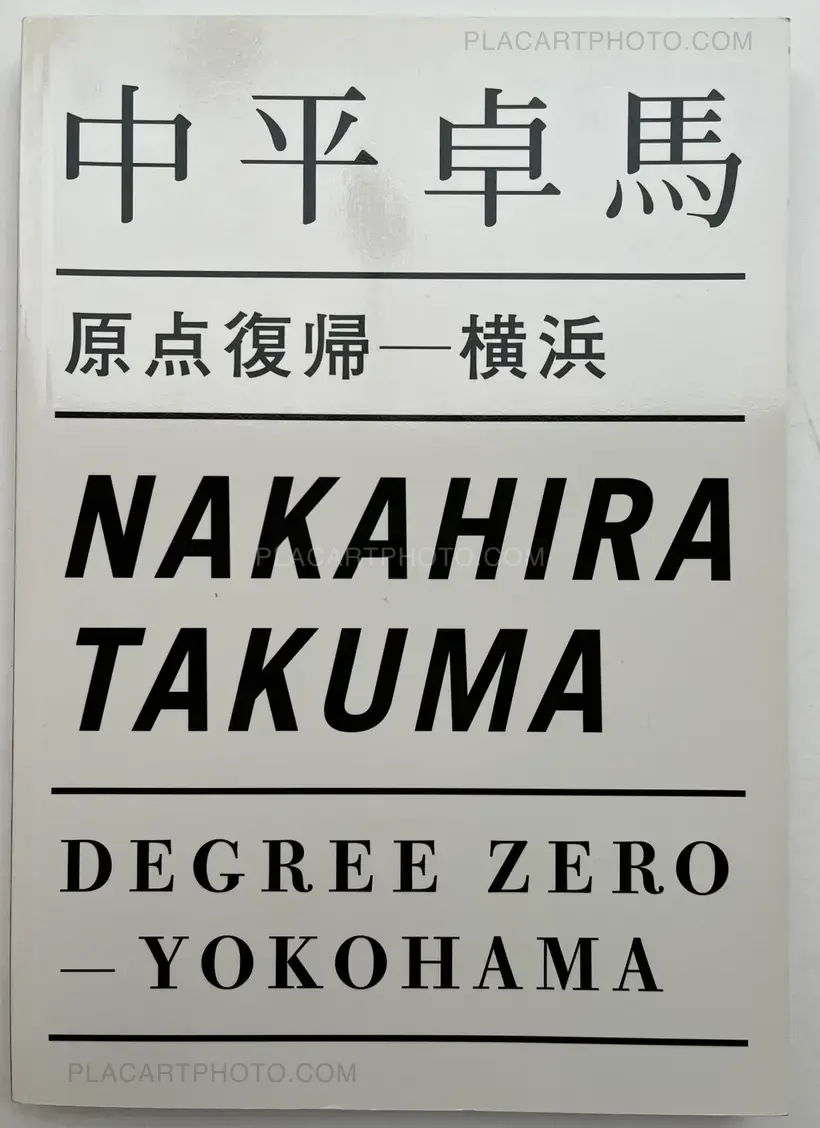 PLACARTPHOTO.COM
中平卓馬
原点復帰—横浜
NAKAHIRA
PLACARTPHOTO.COM
TAKUMA
DEGREE ZERO
—YOKOHAMA
PLACARTPHOTO.COM